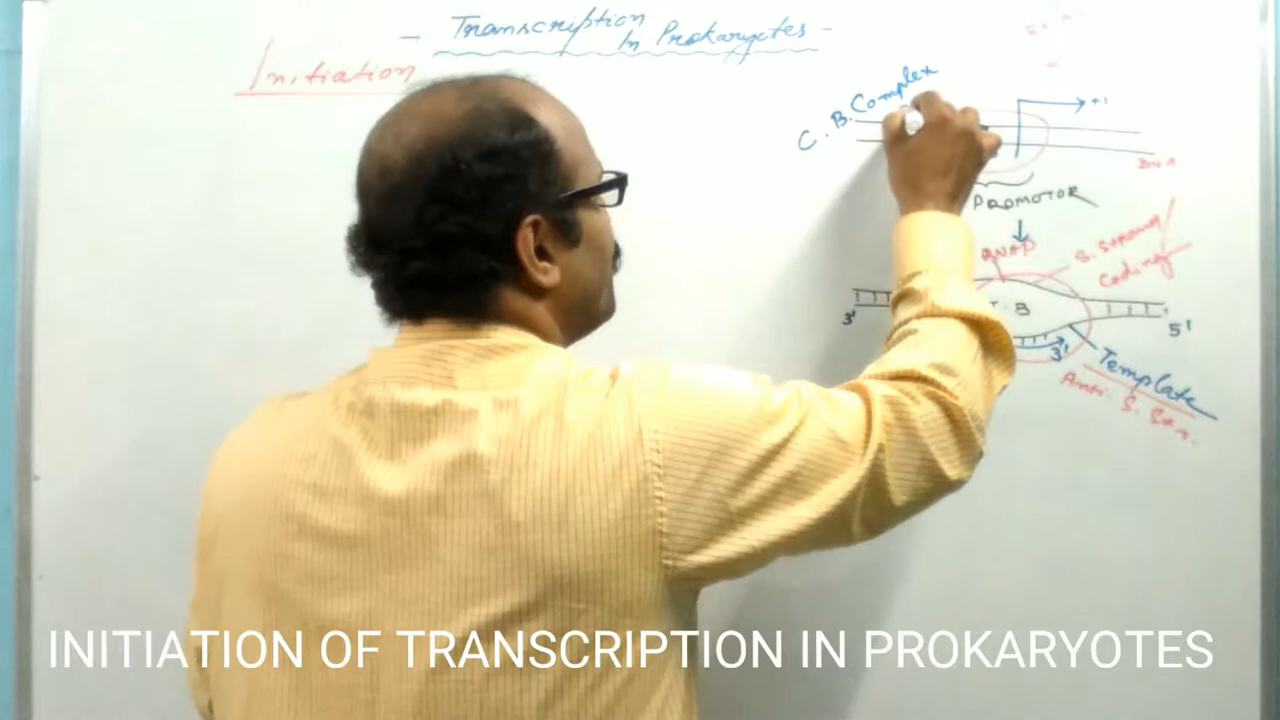 - Transcription
In Prokaryotes -
Initiation
C. B. Complex
+1
DNA
PROMOTOR
RNAP
S. Strang
Coding
T. B
3'
5'
3'
Template
Anti. S. Str.
INITIATION OF TRANSCRIPTION IN PROKARYOTES